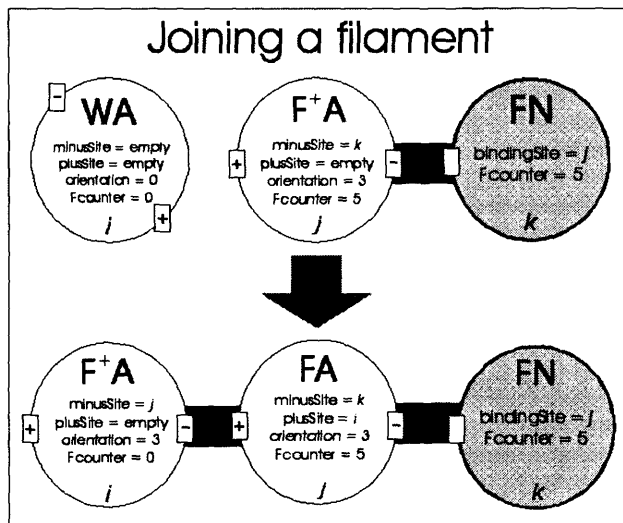 Joining a filament
WA
minusSite = empty
plusSite = empty
orientation = 0
Fcounter = 0
i
-
+
F+A
minusSite = k
plusSite = empty
orientation = 3
Fcounter = 5
j
+
-
FN
bindingSite = j
Fcounter = 5
k
F+A
minusSite = j
plusSite = empty
orientation = 3
Fcounter = 0
i
+
-
FA
minusSite = k
plusSite = i
orientation = 3
Fcounter = 5
j
+
-
FN
bindingSite = j
Fcounter = 5
k